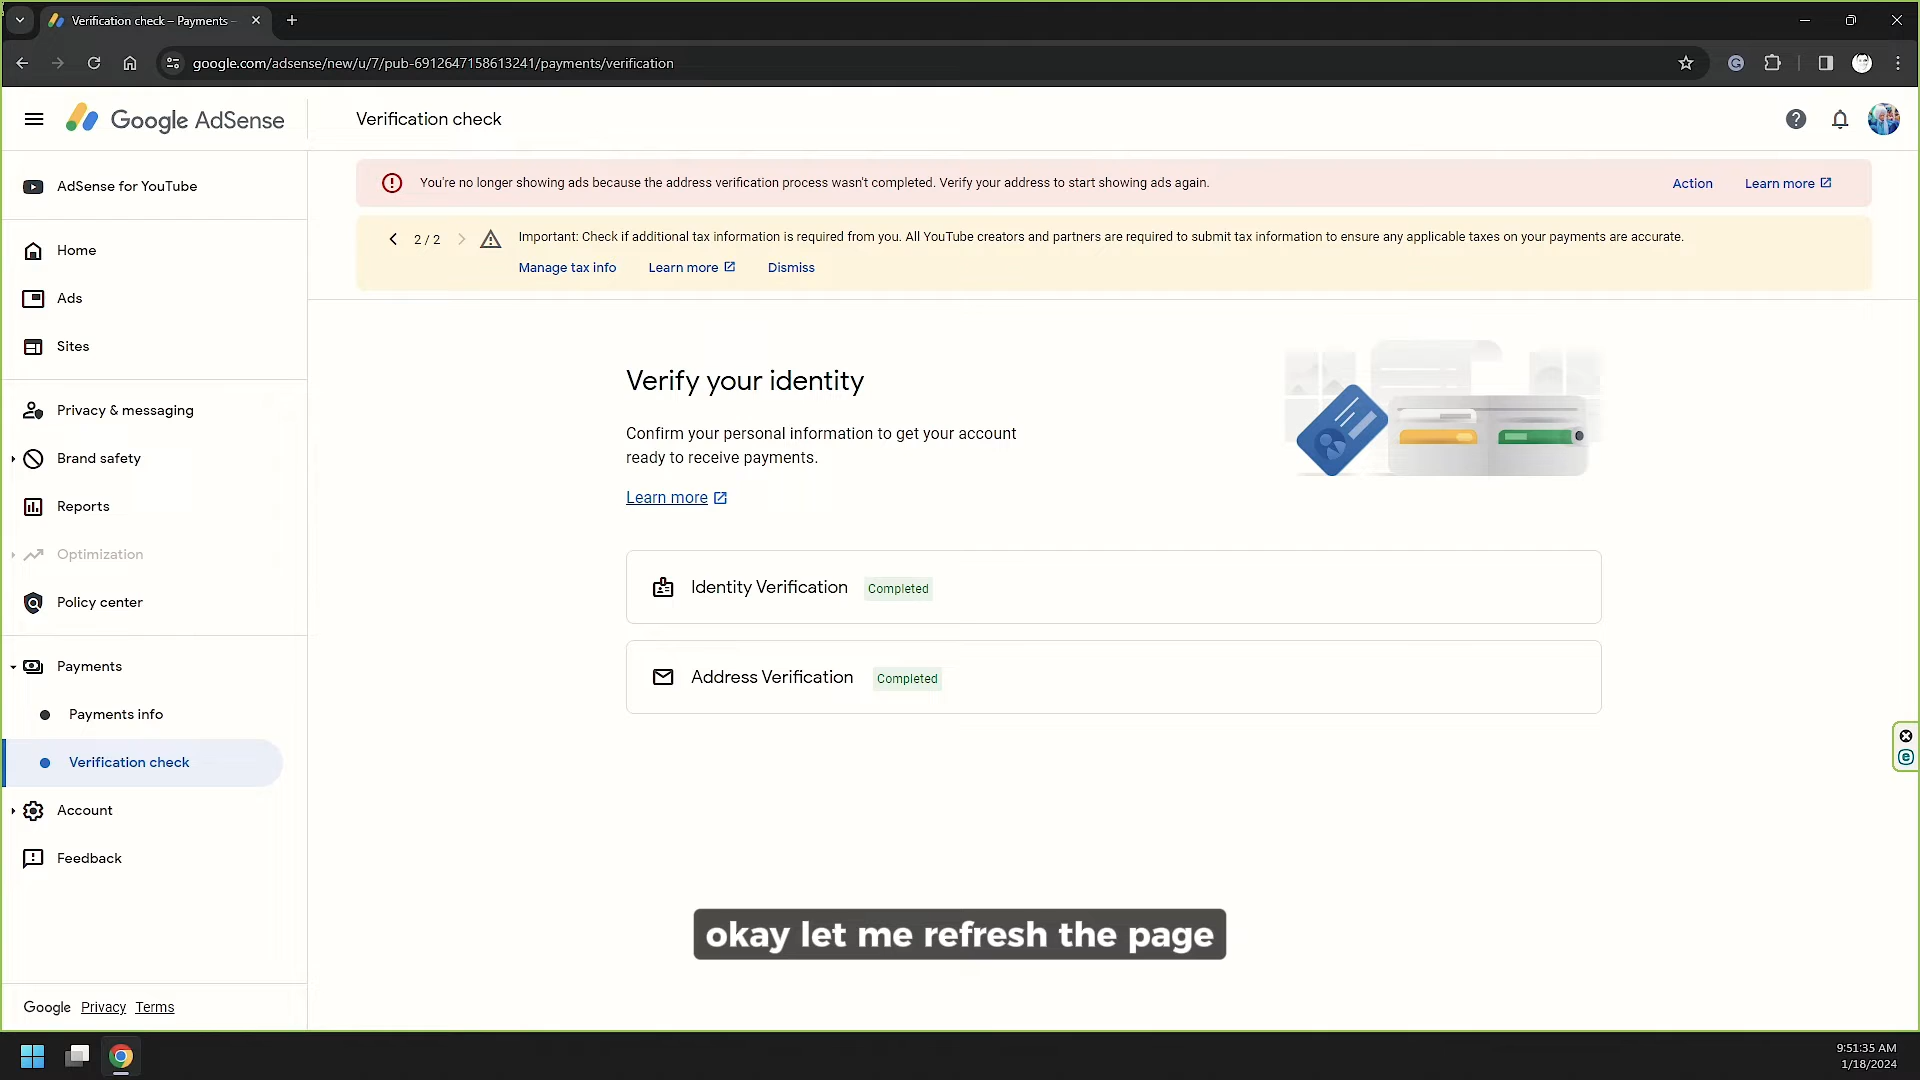 Verification check – Payments –
google.com/adsense/new/u/7/pub-6912647158613241/payments/verification
Google AdSense
Verification check
AdSense for YouTube
Home
Ads
Sites
Privacy & messaging
Brand safety
Reports
Optimization
Policy center
Payments
Payments info
Verification check
Account
Feedback
Google Privacy Terms
You're no longer showing ads because the address verification process wasn't completed. Verify your address to start showing ads again.
Action
Learn more
2 / 2
Important: Check if additional tax information is required from you. All YouTube creators and partners are required to submit tax information to ensure any applicable taxes on your payments are accurate.
Manage tax info
Learn more
Dismiss
Verify your identity
Confirm your personal information to get your account
ready to receive payments.
Learn more
Identity Verification Completed
Address Verification Completed
okay let me refresh the page
9:51:35 AM
1/18/2024